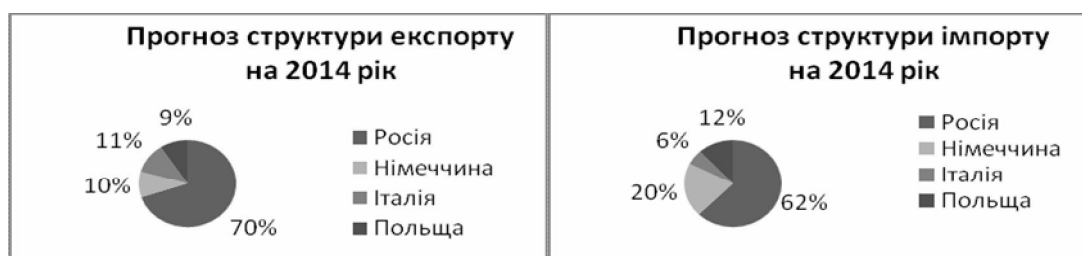 Прогноз структури експорту
на 2014 рік
9%
11%
10%
70%
Росія
Німеччина
Італія
Польща
Прогноз структури імпорту
на 2014 рік
12%
6%
20%
62%
Росія
Німеччина
Італія
Польща